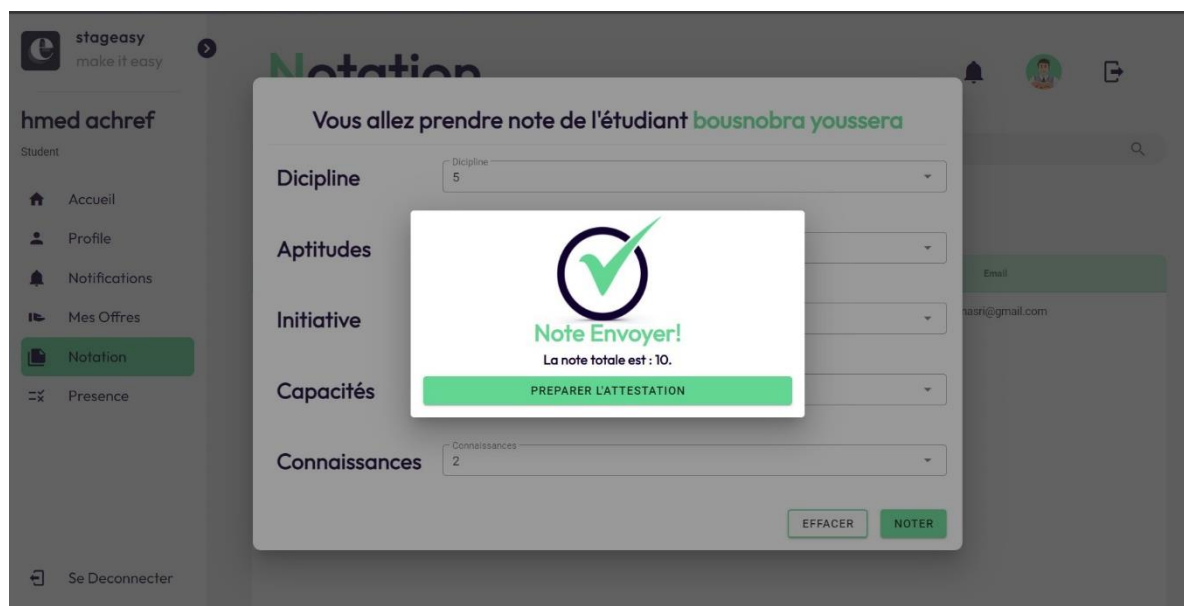 stageasy
make it easy
hmed achref
Student
Accueil
Profile
Notifications
Mes Offres
Notation
Presence
Se Deconnecter
Notation
Vous allez prendre note de l'étudiant bousnobra youssera
Dicipline
Dicipline
5
Aptitudes
Initiative
Capacités
Connaissances
Connaissances
2
EFFACER
NOTER
Note Envoyer!
La note totale est : 10.
PREPARER L'ATTESTATION
Email
nasri@gmail.com